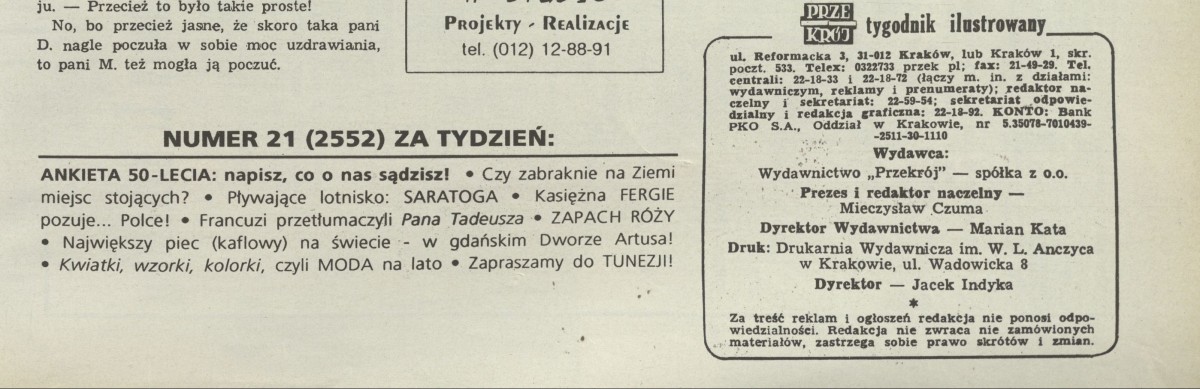 ju. — Przecież to było takie proste!
No, bo przecież jasne, że skoro taka pani
D. nagle poczuła w sobie moc uzdrawiania,
to pani M. też mogła ją poczuć.
Projekty - Realizacje
tel. (012) 12-88-91
NUMER 21 (2552) ZA TYDZIEŃ:
ANKIETA 50-LECIA: napisz, co o nas sądzisz! • Czy zabraknie na Ziemi
miejsc stojących? • Pływające lotnisko: SARATOGA • Kasiężna FERGIE
pozuje... Polce! • Francuzi przetłumaczyli Pana Tadeusza • ZAPACH RÓŻY
• Największy piec (kaflowy) na świecie - w gdańskim Dworze Artusa!
• Kwiatki, wzorki, kolorki, czyli MODA na lato • Zapraszamy do TUNEZJI!
PRZE
KRÓJ tygodnik ilustrowany
ul. Reformacka 3, 31-012 Kraków, lub Kraków 1, skr.
poczt. 533. Telex: 0322733 przek pl; fax: 21-49-29. Tel.
centrali: 22-18-33 i 22-18-72 (łączy m. in. z działami:
wydawniczym, reklamy i prenumeraty); redaktor na-
czelny i sekretariat: 22-59-54; sekretariat odpowie-
dzialny i redakcja graficzna: 22-18-92. KONTO: Bank
PKO S.A., Oddział w Krakowie, nr 5.35078-7010439-
-2511-30-1110
Wydawca:
Wydawnictwo „Przekrój” — spółka z o.o.
Prezes i redaktor naczelny —
Mieczysław Czuma
Dyrektor Wydawnictwa — Marian Kata
Druk: Drukarnia Wydawnicza im. W. L. Anczyca
w Krakowie, ul. Wadowicka 8
Dyrektor — Jacek Indyka
*
Za treść reklam i ogłoszeń redakcja nie ponosi odpo-
wiedzialności. Redakcja nie zwraca nie zamówionych
materiałów, zastrzega sobie prawo skrótów i zmian.